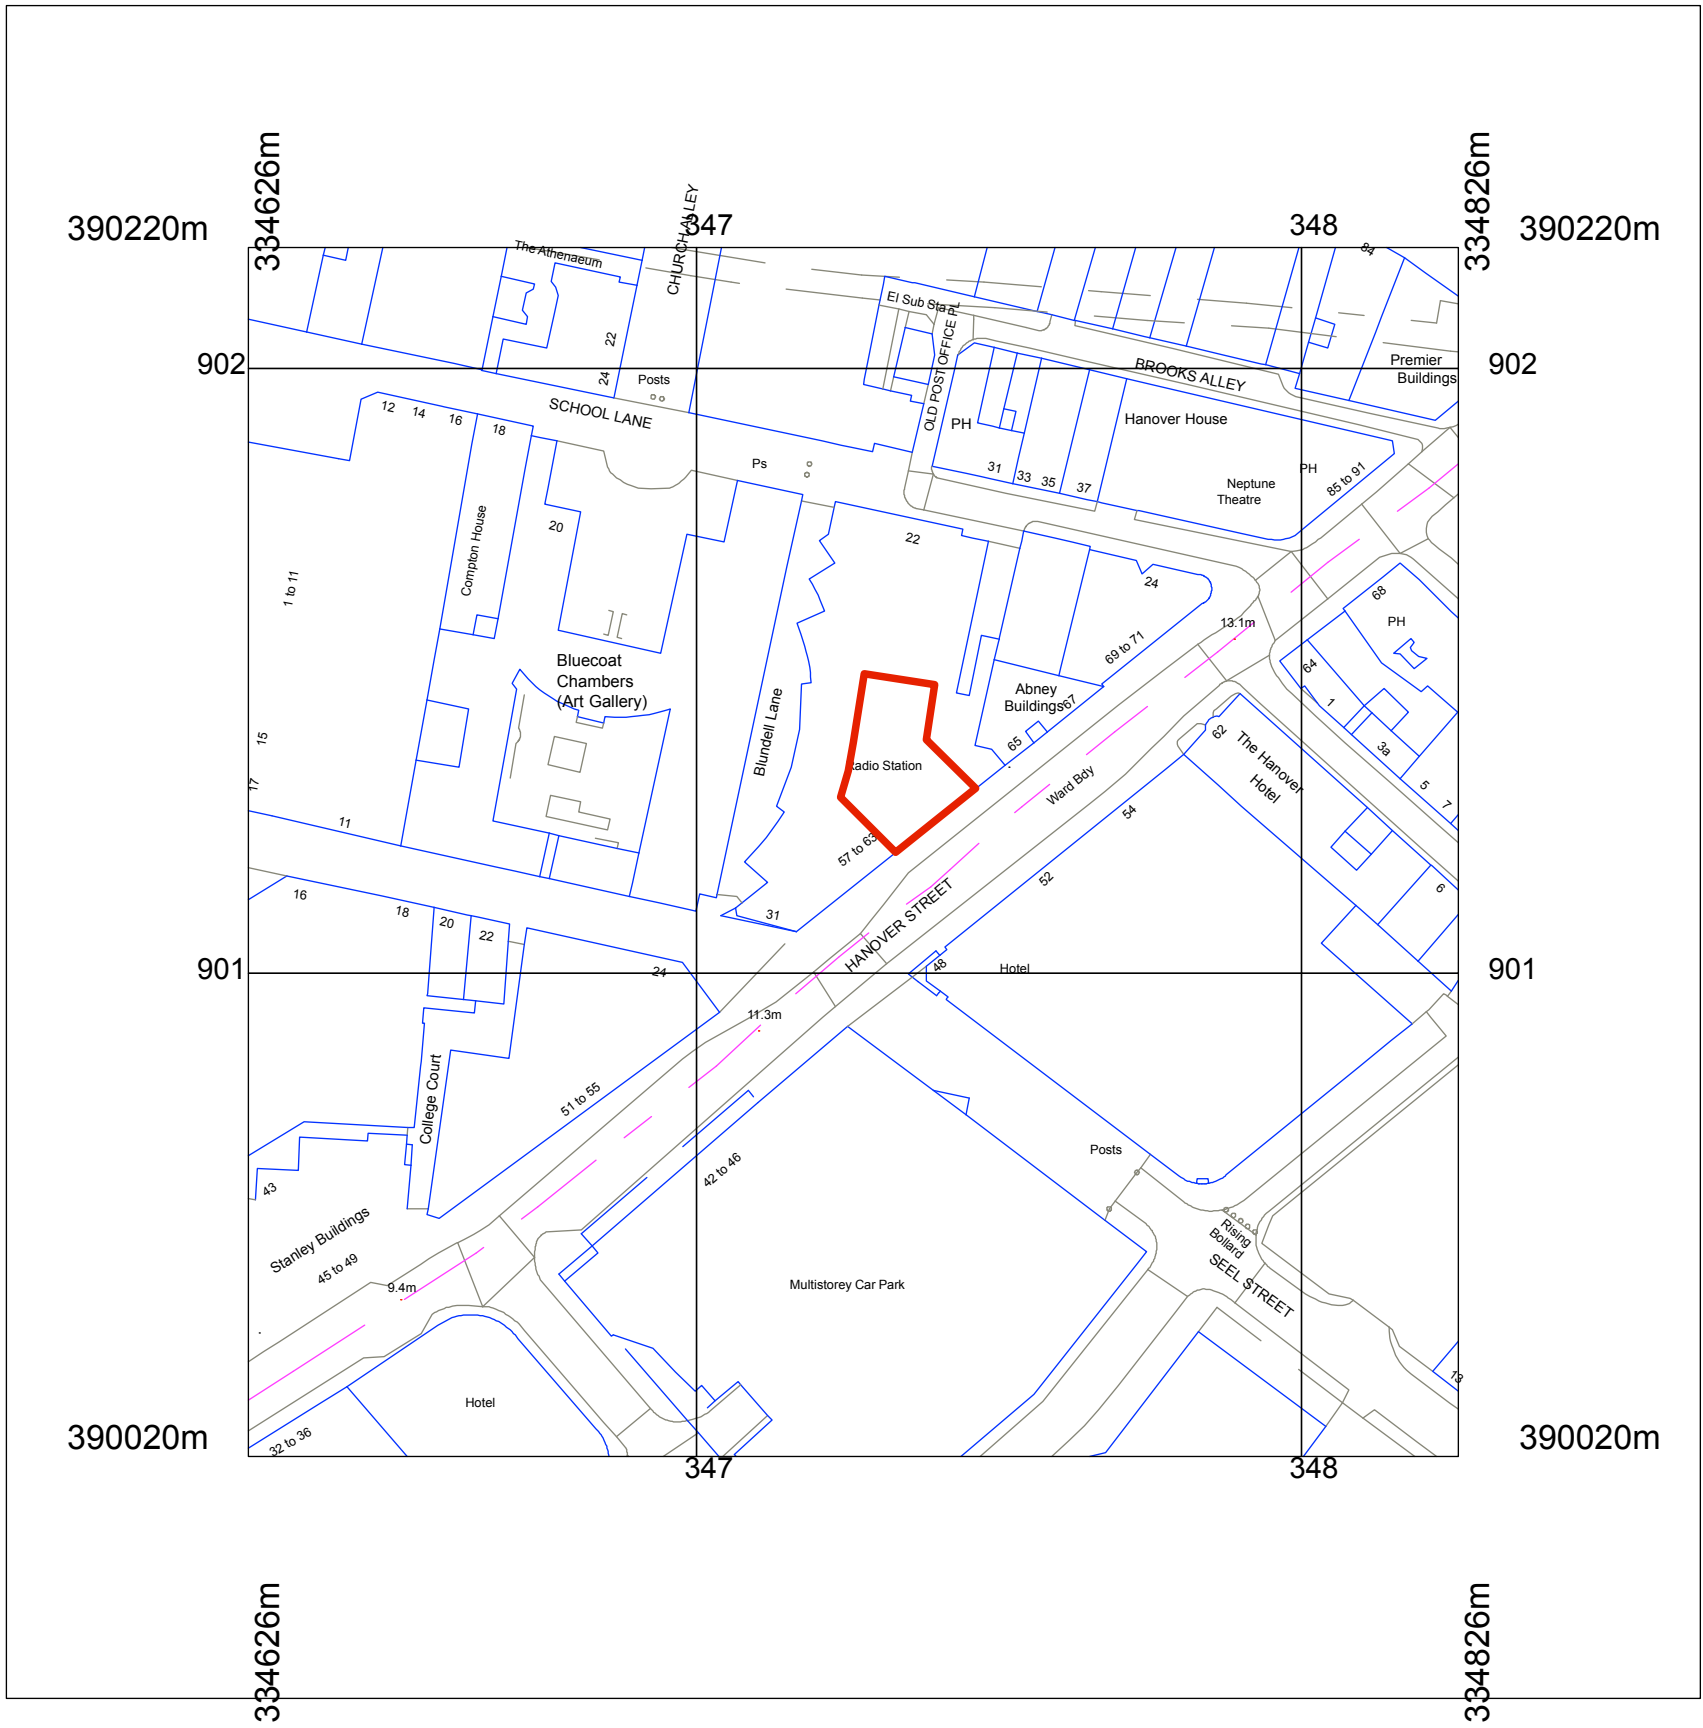 334626m
334826m
390220m
347
348
390220m
CHURCH ALLEY
The Athenaeum
84
El Sub Sta
OLD POST OFFICE PL
22
24
902
902
Posts
BROOKS ALLEY
Premier
Buildings
SCHOOL LANE
12
14
16
18
PH
Hanover House
Ps
31
33
35
37
PH
Neptune
Theatre
85 to 91
20
Compton House
22
24
1 to 11
68
PH
13.1m
69 to 71
64
Bluecoat
Chambers
(Art Gallery)
Abney
Buildings
67
65
1
3a
5
7
Blundell Lane
15
17
62
The Hanover
Hotel
adio Station
Ward Bdy
54
11
57 to 63
52
6
16
18
20
22
31
HANOVER STREET
901
24
48
Hotel
901
11.3m
College Court
51 to 55
42 to 46
Posts
43
Stanley Buildings
45 to 49
9.4m
Rising
Bollard
SEEL STREET
Multistorey Car Park
13
Hotel
32 to 36
390020m
347
348
390020m
334626m
334826m